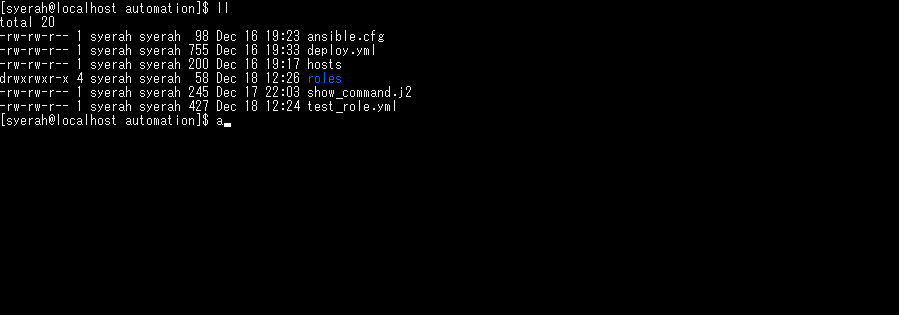 [syerah@localhost automation]$ ll
total 20
-rw-rw-r-- 1 syerah syerah  98 Dec 16 19:23 ansible.cfg
-rw-rw-r-- 1 syerah syerah 755 Dec 16 19:33 deploy.yml
-rw-rw-r-- 1 syerah syerah 200 Dec 16 19:17 hosts
drwxrwxr-x 4 syerah syerah  58 Dec 18 12:26 roles
-rw-rw-r-- 1 syerah syerah 245 Dec 17 22:03 show_command.j2
-rw-rw-r-- 1 syerah syerah 427 Dec 18 12:24 test_role.yml
[syerah@localhost automation]$ a